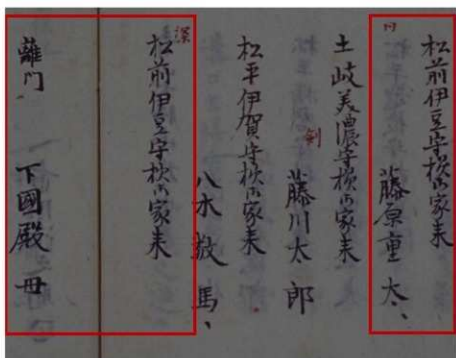 松前伊豆守様御家来
藤原重太、
土岐美濃守様御家来
藤川太郎
松平伊賀守様御家来
八木数馬、
松前伊豆守様御家来
離門 下國殿